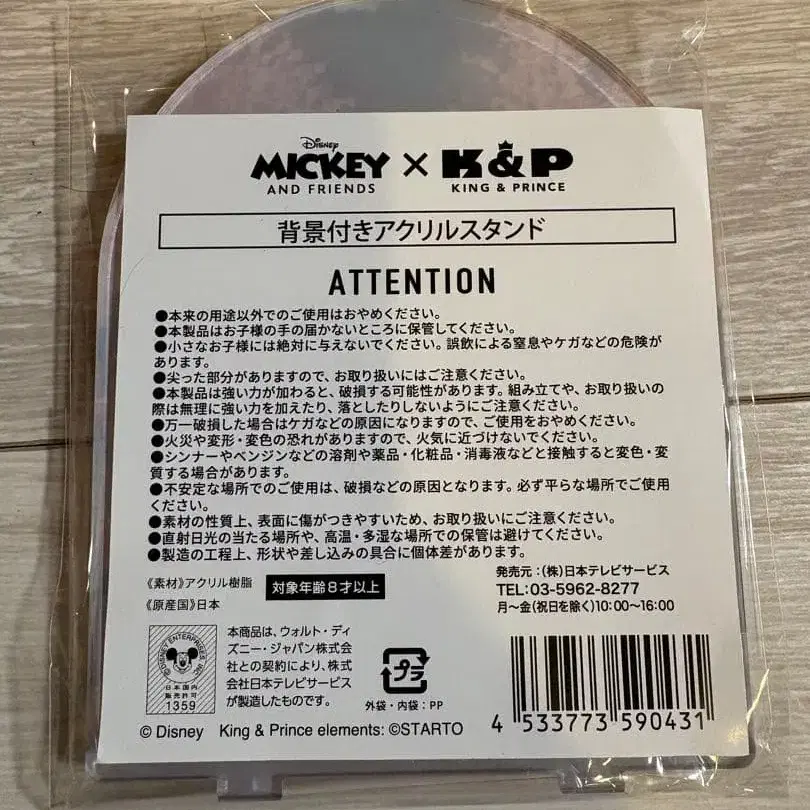 Disney
MICKEY × K&P
AND FRIENDS KING & PRINCE
背景付きアクリルスタンド
ATTENTION
●本来の用途以外でのご使用はおやめください。
●本製品はお子様の手の届かないところに保管してください。
●小さなお子様には絶対に与えないでください。誤飲による窒息やケガなどの危険が
あります。
●尖った部分がありますので、お取り扱いにはご注意ください。
●本製品は強い力が加わると、破損する可能性があります。組み立てや、お取り扱いの
際は無理に強い力を加えたり、落としたりしないようにご注意ください。
●万一破損した場合はケガなどの原因になりますので、ご使用をおやめください。
●火災や変形・変色の恐れがありますので、火気に近づけないでください。
●シンナーやベンジンなどの溶剤や薬品・化粧品・消毒液などと接触すると変色・変
質する場合があります。
●不安定な場所でのご使用は、破損などの原因となります。必ず平らな場所でご使用
ください。
●素材の性質上、表面に傷がつきやすいため、お取り扱いにご注意ください。
●直射日光の当たる場所や、高温・多湿な場所での保管は避けてください。
●製造の工程上、形状や差し込みの具合に個体差があります。
《素材》アクリル樹脂 対象年齢8才以上
《原産国》日本
発売元:(株)日本テレビサービス
TEL:03-5962-8277
月〜金(祝日を除く)10:00〜16:00
©DISNEY ENTERPRISES, INC.
日本国内
販売許可
1359
本商品は、ウォルト・ディ
ズニー・ジャパン株式会
社との契約により、株式
会社日本テレビサービス
が製造したものです。
プラ
外袋・内袋:PP
4 533773 590431
© Disney King & Prince elements: ©STARTO